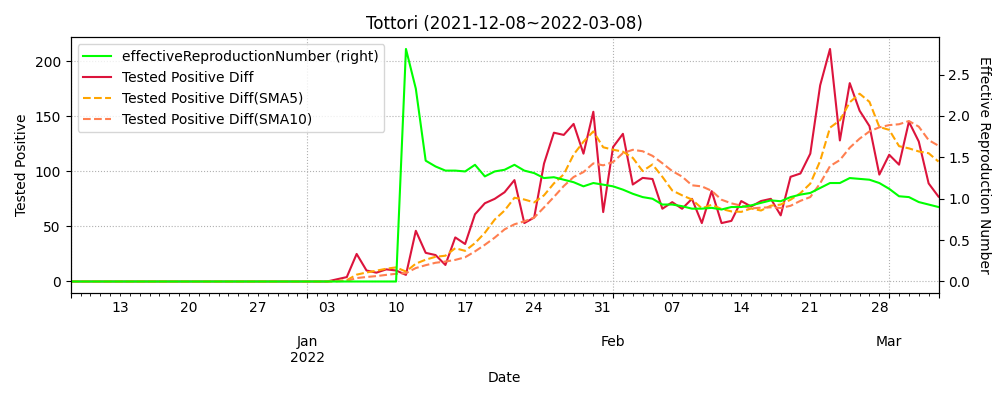 Tottori (2021-12-08~2022-03-08)
effectiveReproductionNumber (right)
Tested Positive Diff
Tested Positive Diff(SMA5)
Tested Positive Diff(SMA10)
Tested Positive
200
150
100
50
0
Effective Reproduction Number
2.5
2.0
1.5
1.0
0.5
0.0
13 20 27 03 10 17 24 31 07 14 21 28
Jan Feb Mar
2022
Date